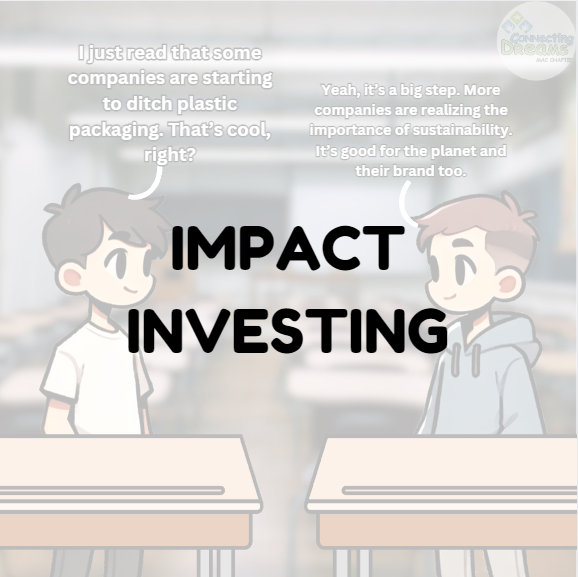 I just read that some
companies are starting
to ditch plastic
packaging. That's cool,
right?
Yeah, it's a big step. More
companies are realizing the
importance of sustainability.
It's good for the planet and
their brand too.
IMPACT
INVESTING
CONNECTING
DREAMS
MAC CHAPTER